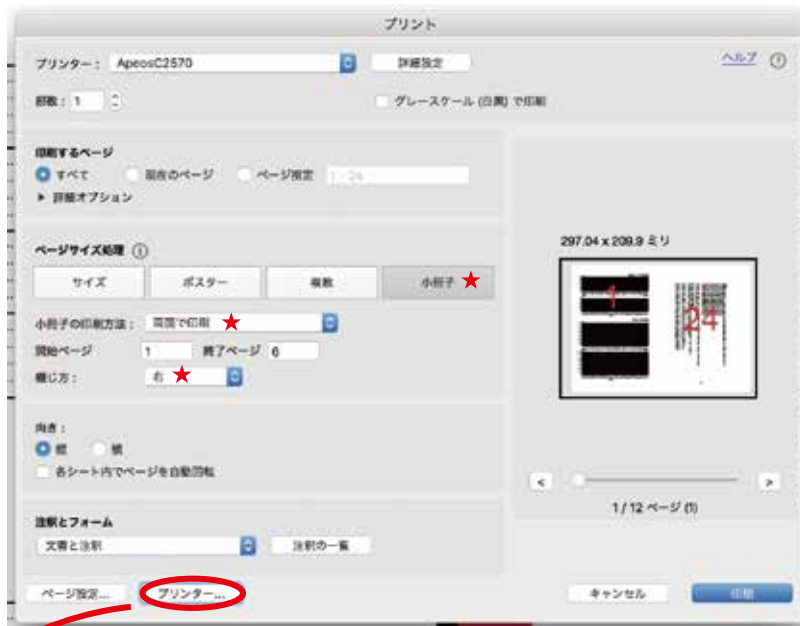 プリント
プリンター： ApeosC2570 詳細設定 ヘルプ ?
部数： 1 グレースケール (白黒) で印刷
印刷するページ
すべて 現在のページ ページ指定 1 - 24
▶ 詳細オプション
ページサイズ処理 i
サイズ ポスター 複数 小冊子 ★
小冊子の印刷方法： 両面で印刷 ★
開始ページ 1 終了ページ 6
綴じ方： 右 ★
向き：
縦 横
各シート内でページを自動回転
注釈とフォーム
文書と注釈 注釈の一覧
297.04 x 209.9 ミリ
1 24
< >
1 / 12 ページ (1)
ページ設定... プリンター... キャンセル 印刷